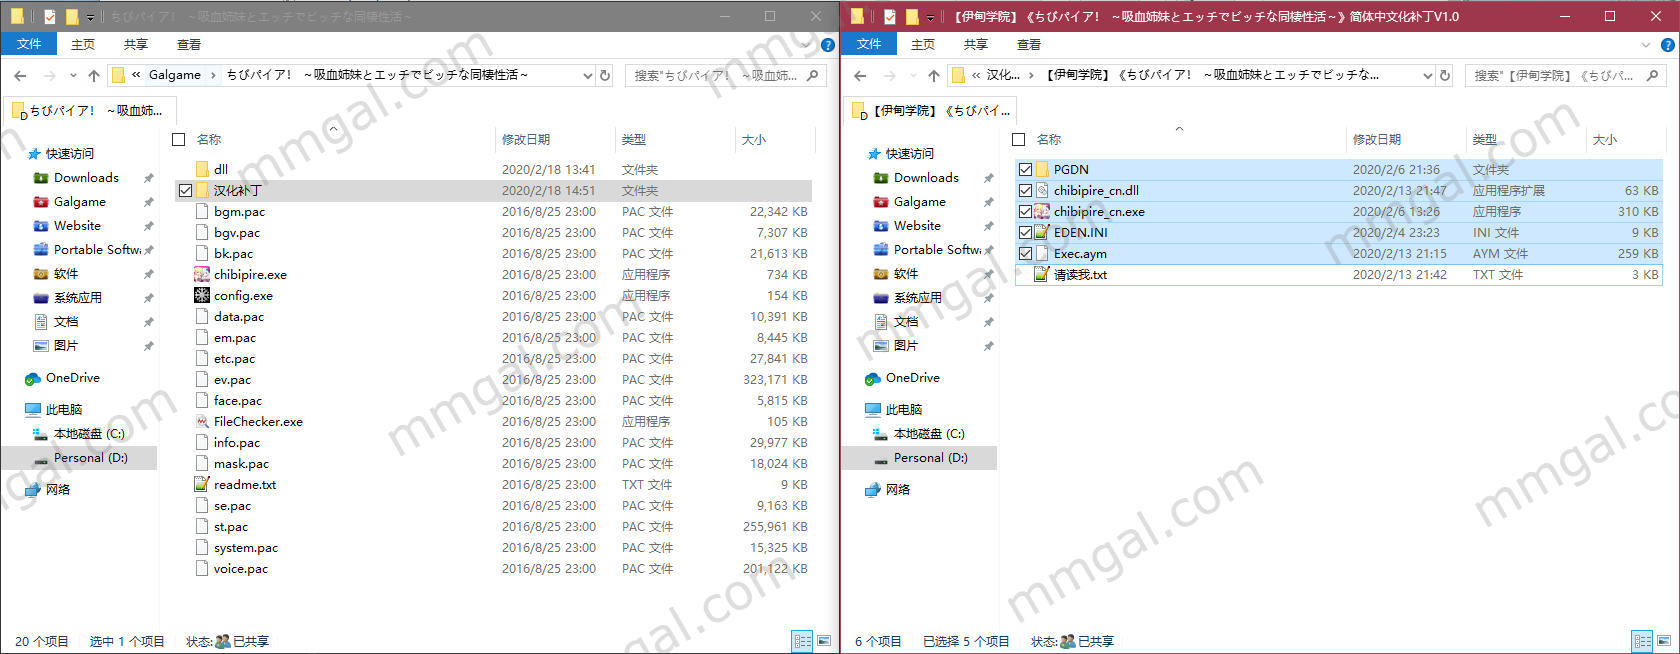 ちびパイア！ ～吸血姉妹とエッチでビッチな同棲性活～
文件 主页 共享 查看
« Galgame › ちびパイア！ ～吸血姉妹とエッチでビッチな同棲性活～
搜索"ちびパイア！ ～吸血姉...
ちびパイア！ ～吸血姉...
名称 修改日期 类型 大小
快速访问
Downloads
Galgame
Website
Portable Softwa
软件
系统应用
文档
图片
OneDrive
此电脑
本地磁盘 (C:)
Personal (D:)
网络
dll 2020/2/18 13:41 文件夹
汉化补丁 2020/2/18 14:51 文件夹
bgm.pac 2016/8/25 23:00 PAC 文件 22,342 KB
bgv.pac 2016/8/25 23:00 PAC 文件 7,307 KB
bk.pac 2016/8/25 23:00 PAC 文件 21,613 KB
chibipire.exe 2016/8/25 23:00 应用程序 734 KB
config.exe 2016/8/25 23:00 应用程序 154 KB
data.pac 2016/8/25 23:00 PAC 文件 10,391 KB
em.pac 2016/8/25 23:00 PAC 文件 8,445 KB
etc.pac 2016/8/25 23:00 PAC 文件 27,841 KB
ev.pac 2016/8/25 23:00 PAC 文件 323,171 KB
face.pac 2016/8/25 23:00 PAC 文件 5,815 KB
FileChecker.exe 2016/8/25 23:00 应用程序 105 KB
info.pac 2016/8/25 23:00 PAC 文件 29,977 KB
mask.pac 2016/8/25 23:00 PAC 文件 18,024 KB
readme.txt 2016/8/25 23:00 TXT 文件 9 KB
se.pac 2016/8/25 23:00 PAC 文件 9,163 KB
st.pac 2016/8/25 23:00 PAC 文件 255,961 KB
system.pac 2016/8/25 23:00 PAC 文件 15,325 KB
voice.pac 2016/8/25 23:00 PAC 文件 201,122 KB
20 个项目 选中 1 个项目 状态: 已共享
【伊甸学院】《ちびパイア！ ～吸血姉妹とエッチでビッチな同棲性活～》简体中文化补丁V1.0
文件 主页 共享 查看
« 汉化... › 【伊甸学院】《ちびパイア！ ～吸血姉妹とエッチでビッチな...
搜索"【伊甸学院】《ちびパ...
【伊甸学院】《ちびパイ...
名称 修改日期 类型 大小
快速访问
Downloads
Galgame
Website
Portable Softwa
软件
系统应用
文档
图片
OneDrive
此电脑
本地磁盘 (C:)
Personal (D:)
网络
PGDN 2020/2/6 21:36 文件夹
chibipire_cn.dll 2020/2/13 21:47 应用程序扩展 63 KB
chibipire_cn.exe 2020/2/6 13:26 应用程序 310 KB
EDEN.INI 2020/2/4 23:23 INI 文件 9 KB
Exec.aym 2020/2/13 21:15 AYM 文件 259 KB
请读我.txt 2020/2/13 21:42 TXT 文件 3 KB
6 个项目 已选择 5 个项目 状态: 已共享
mmgal.com
mmgal.com
mmgal.com
mmgal.com
mmgal.com
mmgal.com
mmgal.com